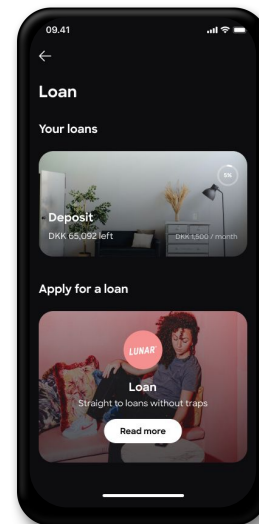 09.41
Loan
Your loans
5%
Deposit
DKK 65,092 left
DKK 1,500 / month
Apply for a loan
LUNAR
Loan
Straight to loans without traps
Read more